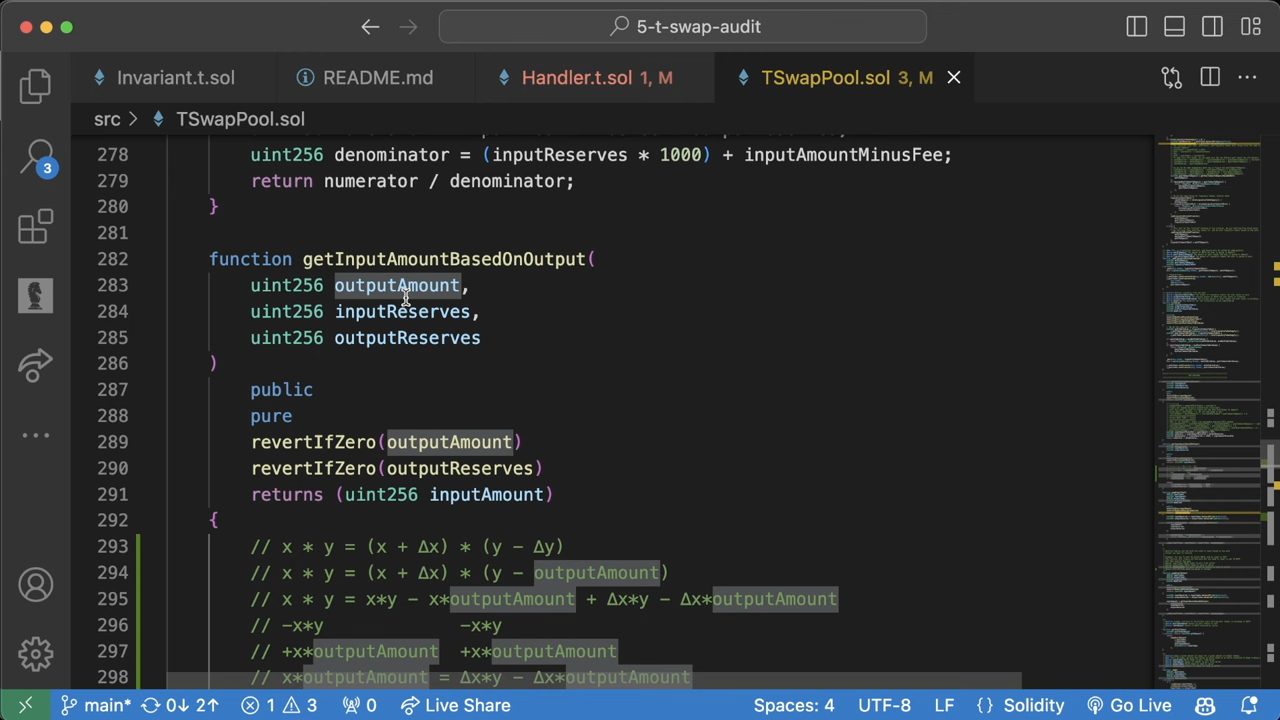 5-t-swap-audit
Invariant.t.sol
README.md
Handler.t.sol 1, M
TSwapPool.sol 3, M
src > TSwapPool.sol
3
278 uint256 denominator = (inputReserves * 1000) + inputAmountMinusFee;
279 return numerator / denominator;
280 }
281
282 function getInputAmountBasedOnOutput(
283 uint256 outputAmount,
284 uint256 inputReserves,
285 uint256 outputReserves
286 )
287 public
288 pure
289 revertIfZero(outputAmount)
290 revertIfZero(outputReserves)
291 returns (uint256 inputAmount)
292 {
293 // x * y = (x + Δx) * (y − Δy)
294 // x * y = (x + Δx) * (y − outputAmount)
295 // x * y = x*y − x*outputAmount + Δx*y − Δx*outputAmount
296 // −x*y −x*y
297 // +x*outputAmount +x*outputAmount
298 // x*outputAmount = Δx*y − Δx*outputAmount
main* 0↓ 2↑ 1 3 0 Live Share Spaces: 4 UTF-8 LF {} Solidity Go Live